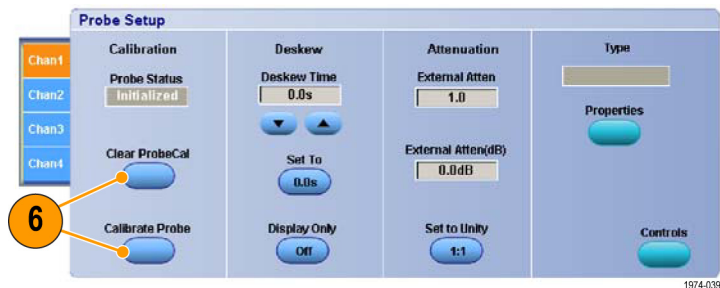 Probe Setup
Chan1
Chan2
Chan3
Chan4
Calibration
Probe Status
Initialized
Clear ProbeCal
Calibrate Probe
6
Deskew
Deskew Time
0.0s
Set To
0.0s
Display Only
Off
Attenuation
External Atten
1.0
External Atten(dB)
0.0dB
Set to Unity
1:1
Type
Properties
Controls
1974-039